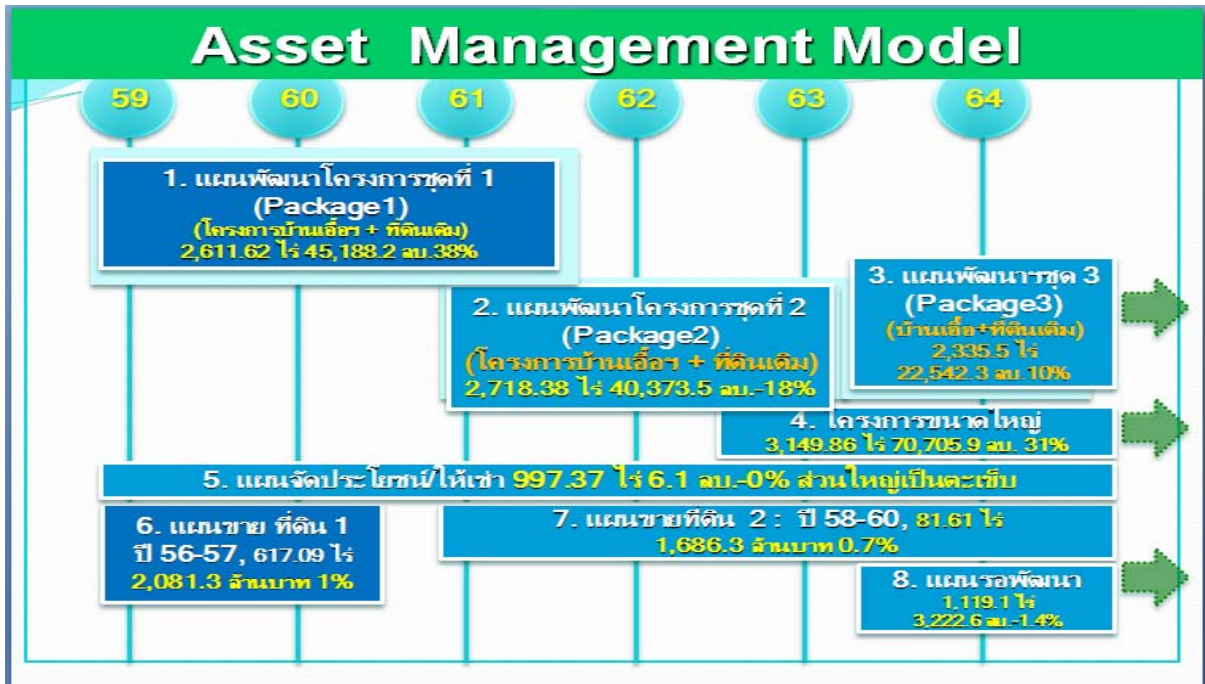 Asset Management Model
59 60 61 62 63 64
1. แผนพัฒนาโครงการชุดที่ 1
(Package1)
(โครงการบ้านเอื้อฯ + ที่ดินเดิม)
2,611.62 ไร่ 45,188.2 ลบ.38%
2. แผนพัฒนาโครงการชุดที่ 2
(Package2)
(โครงการบ้านเอื้อฯ + ที่ดินเดิม)
2,718.38 ไร่ 40,373.5 ลบ.-18%
3. แผนพัฒนาฯชุด 3
(Package3)
(บ้านเอื้อ+ที่ดินเดิม)
2,335.5 ไร่
22,542.3 ลบ.10%
4. โครงการขนาดใหญ่
3,149.86 ไร่ 70,705.9 ลบ. 31%
5. แผนจัดประโยชน์/ให้เช่า 997.37 ไร่ 6.1 ลบ.-0% ส่วนใหญ่เป็นตะเข็บ
6. แผนขาย ที่ดิน 1
ปี 56-57, 617.09 ไร่
2,081.3 ล้านบาท 1%
7. แผนขายที่ดิน 2 : ปี 58-60, 81.61 ไร่
1,686.3 ล้านบาท 0.7%
8. แผนรอพัฒนา
1,119.1 ไร่
3,222.6 ลบ.-1.4%